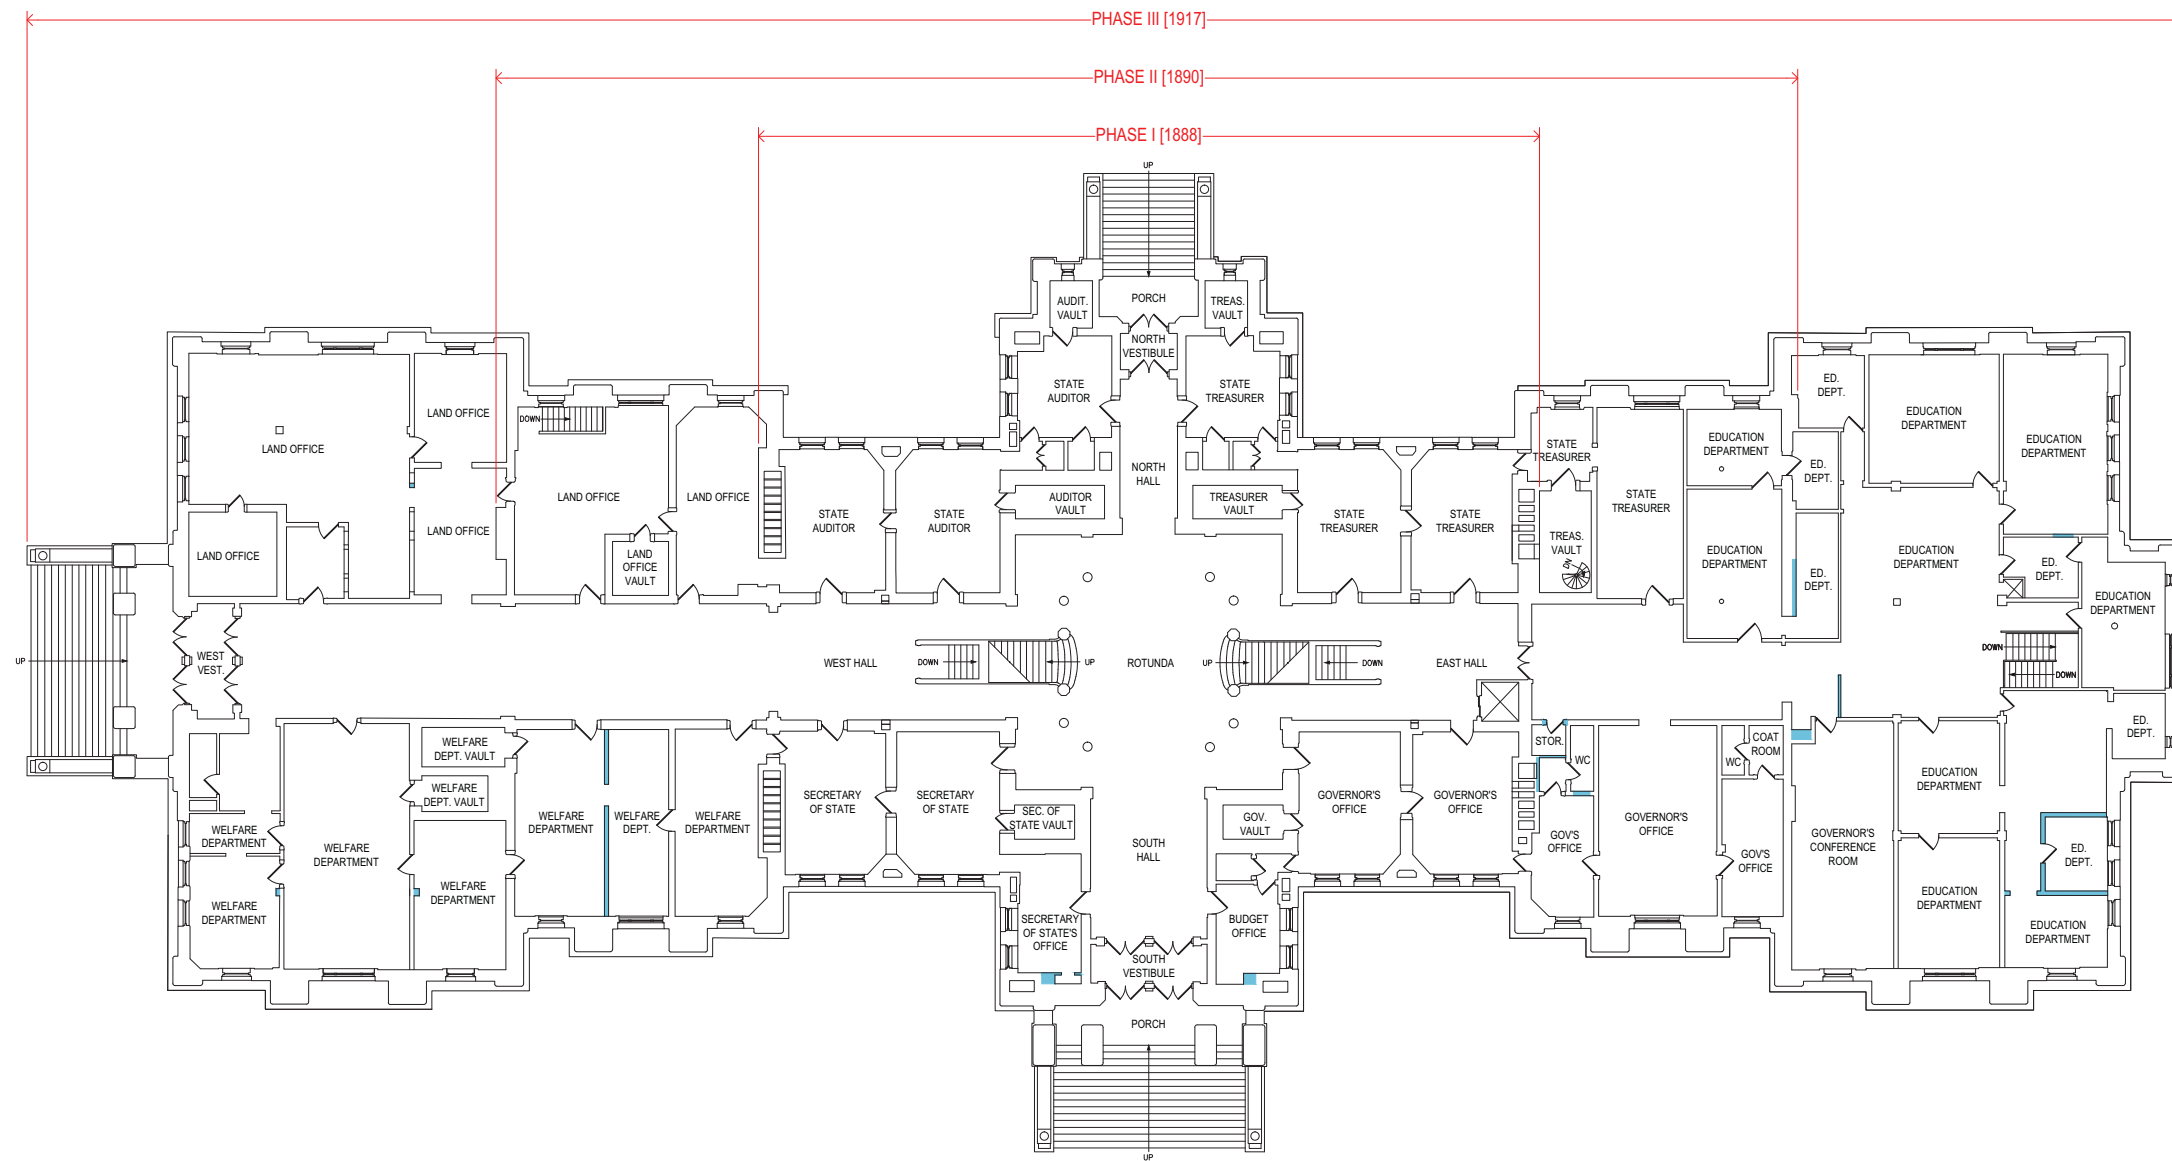 PHASE III [1917]
PHASE II [1890]
PHASE I [1888]
UP
AUDIT.
VAULT
PORCH
TREAS.
VAULT
NORTH
VESTIBULE
STATE
AUDITOR
STATE
TREASURER
LAND OFFICE
LAND OFFICE
DOWN
LAND OFFICE
LAND OFFICE
NORTH
HALL
AUDITOR
VAULT
TREASURER
VAULT
STATE
AUDITOR
STATE
AUDITOR
STATE
TREASURER
STATE
TREASURER
STATE
TREASURER
STATE
TREASURER
EDUCATION
DEPARTMENT
ED.
DEPT.
ED.
DEPT.
EDUCATION
DEPARTMENT
EDUCATION
DEPARTMENT
LAND OFFICE
LAND OFFICE
LAND
OFFICE
VAULT
TREAS.
VAULT
DN
EDUCATION
DEPARTMENT
ED.
DEPT.
EDUCATION
DEPARTMENT
ED.
DEPT.
EDUCATION
DEPARTMENT
UP
WEST
VEST.
WEST HALL
DOWN
UP
ROTUNDA
UP
DOWN
EAST HALL
DOWN
DOWN
WELFARE
DEPT. VAULT
WELFARE
DEPT. VAULT
STOR.
WC
WC
COAT
ROOM
ED.
DEPT.
WELFARE
DEPARTMENT
WELFARE
DEPARTMENT
WELFARE
DEPARTMENT
WELFARE
DEPT.
WELFARE
DEPARTMENT
SECRETARY
OF STATE
SECRETARY
OF STATE
SEC. OF
STATE VAULT
SOUTH
HALL
GOV.
VAULT
GOVERNOR'S
OFFICE
GOVERNOR'S
OFFICE
GOV'S
OFFICE
GOVERNOR'S
OFFICE
GOV'S
OFFICE
GOVERNOR'S
CONFERENCE
ROOM
EDUCATION
DEPARTMENT
ED.
DEPT.
WELFARE
DEPARTMENT
WELFARE
DEPARTMENT
SECRETARY
OF STATE'S
OFFICE
BUDGET
OFFICE
EDUCATION
DEPARTMENT
EDUCATION
DEPARTMENT
SOUTH
VESTIBULE
PORCH
UP